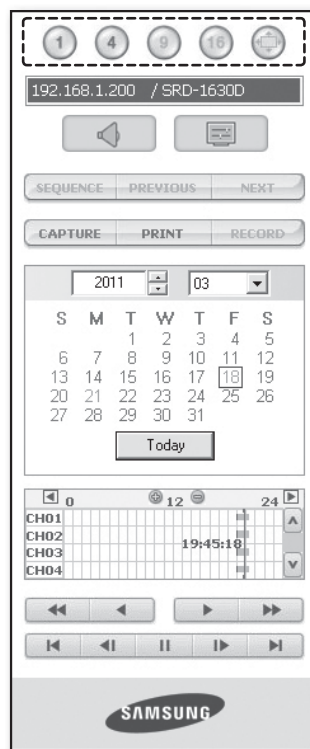 1 4 9 16
192.168.1.200 / SRD-1630D
SEQUENCE PREVIOUS NEXT
CAPTURE PRINT RECORD
2011 03
S M T W T F S
1 2 3 4 5
6 7 8 9 10 11 12
13 14 15 16 17 18 19
20 21 22 23 24 25 26
27 28 29 30 31
Today
0 12 24
CH01
CH02
19:45:18
CH03
CH04
SAMSUNG